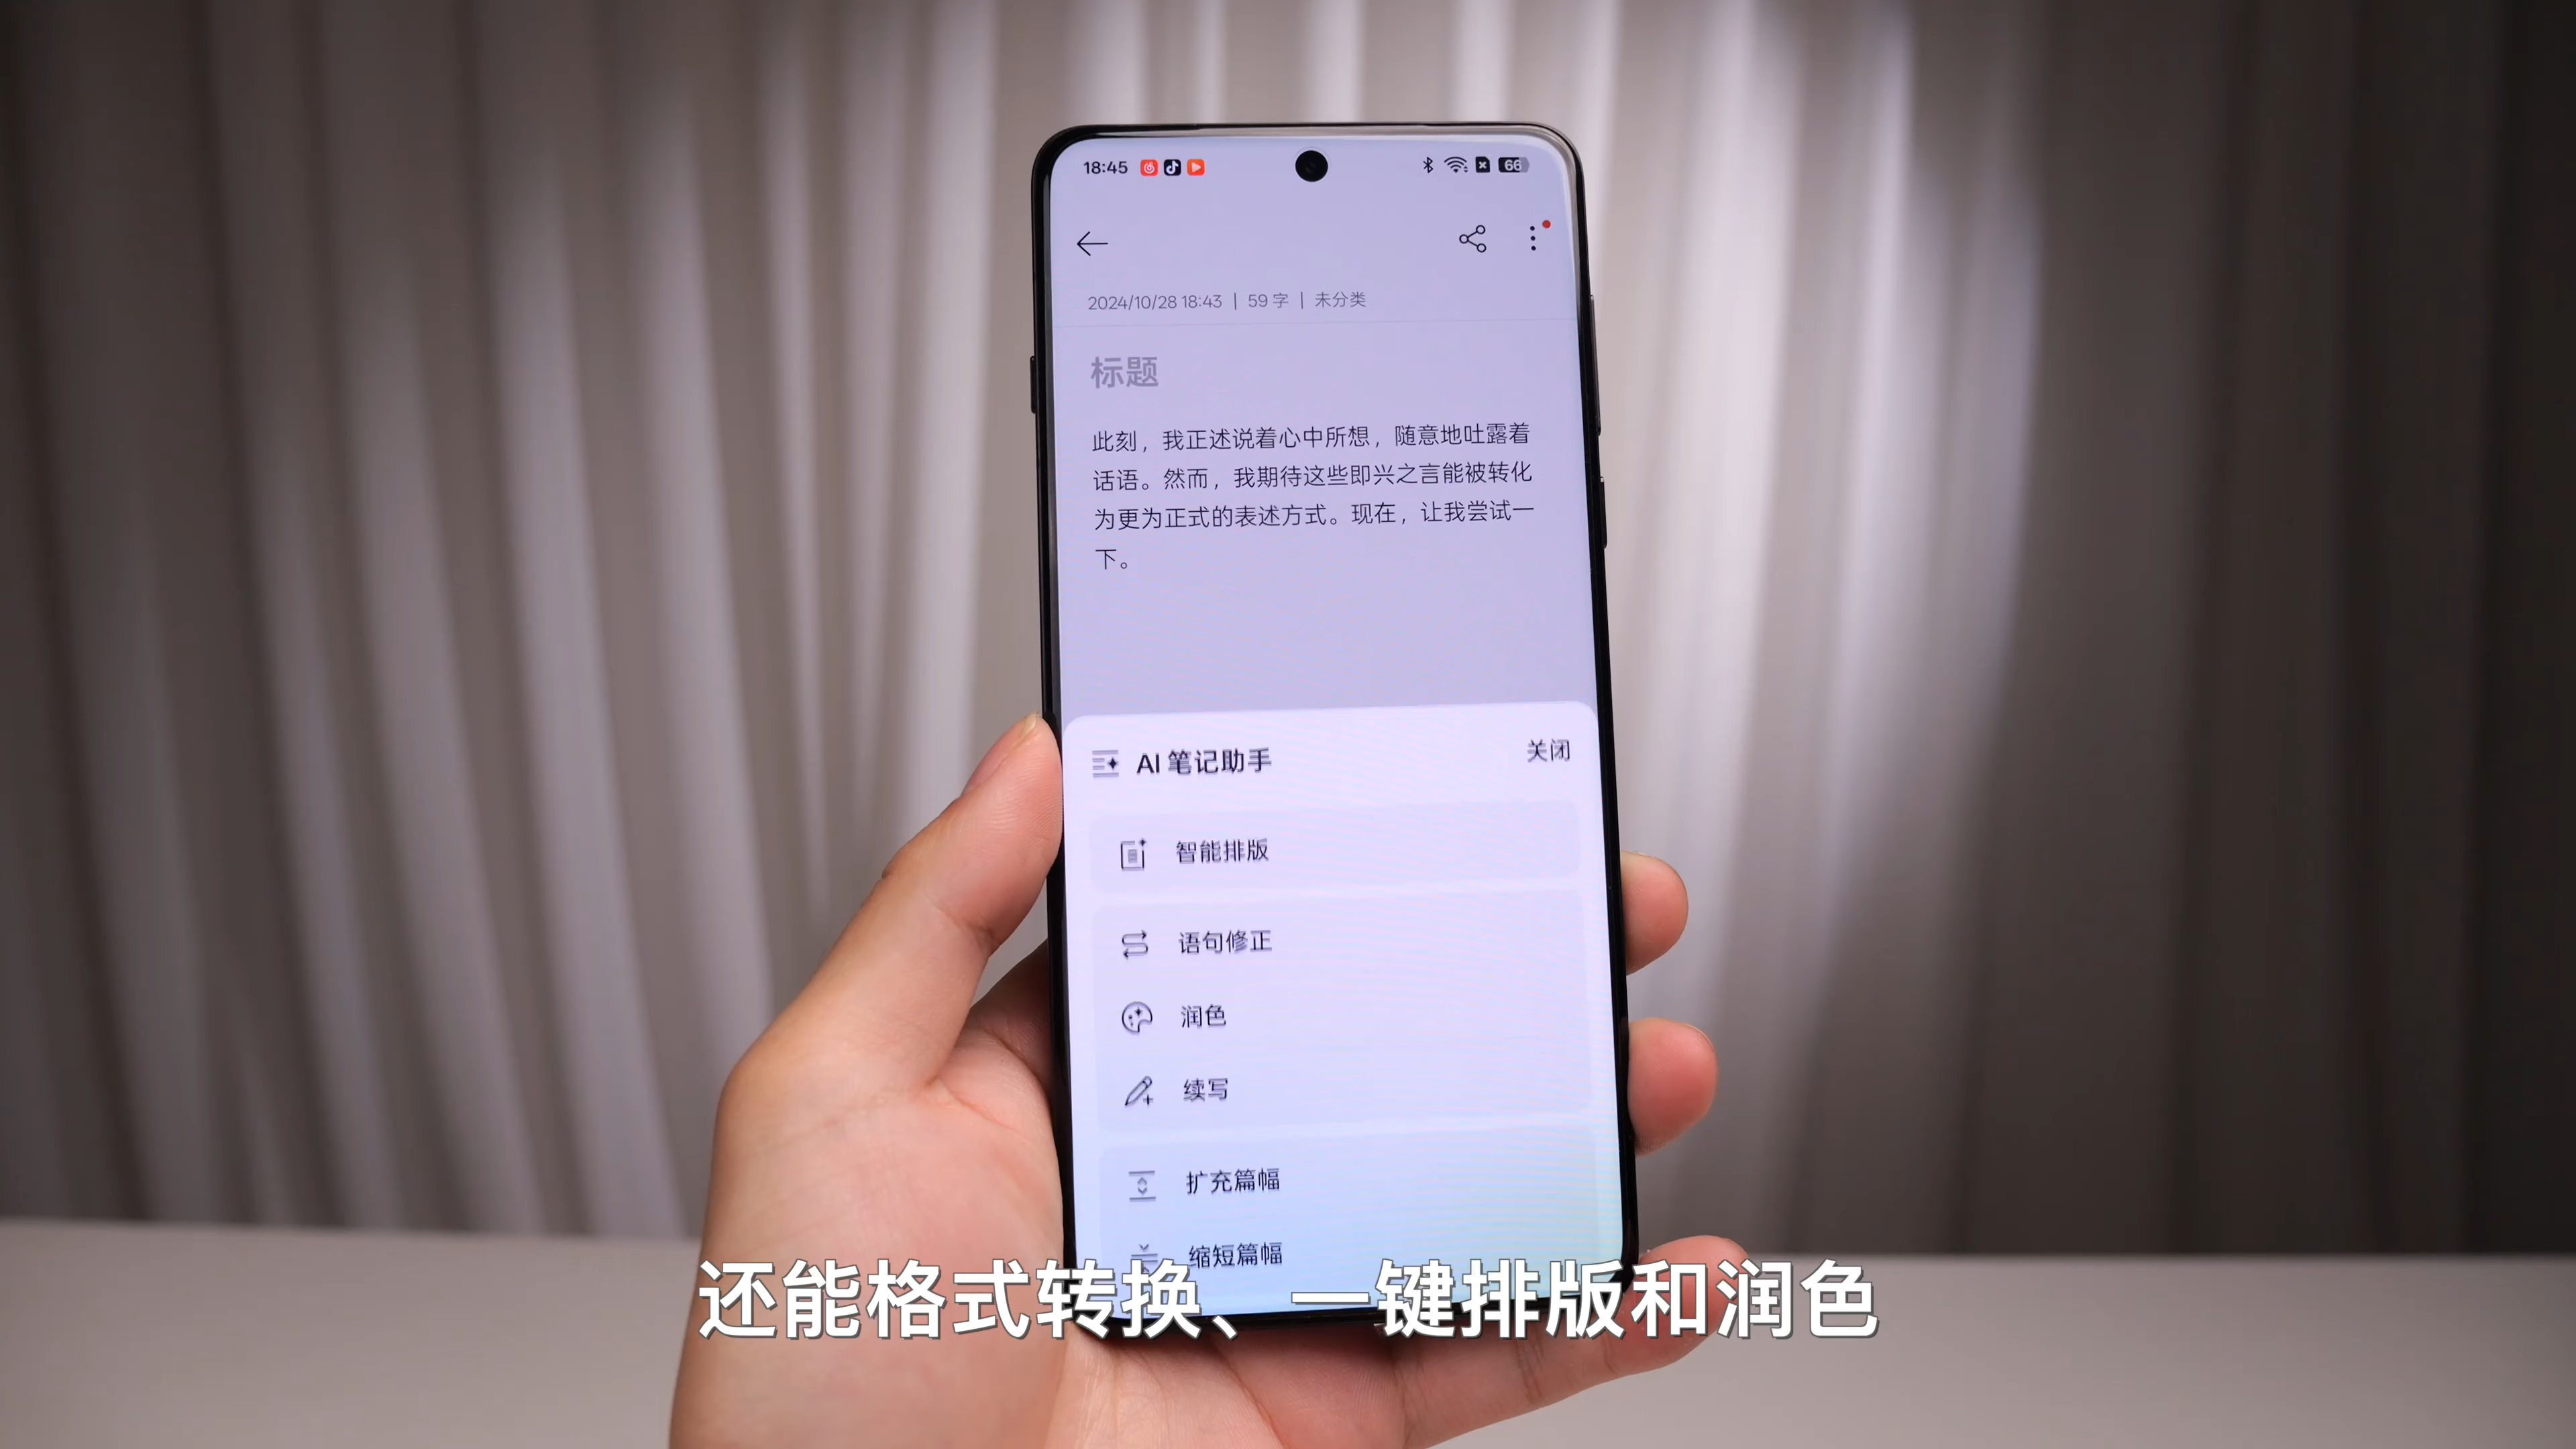 18:45
66
2024/10/28 18:43 | 59 字 | 未分类
标题
此刻，我正述说着心中所想，随意地吐露着
话语。然而，我期待这些即兴之言能被转化
为更为正式的表述方式。现在，让我尝试一
下。
AI 笔记助手
关闭
智能排版
语句修正
润色
续写
扩充篇幅
缩短篇幅
还能格式转换、一键排版和润色